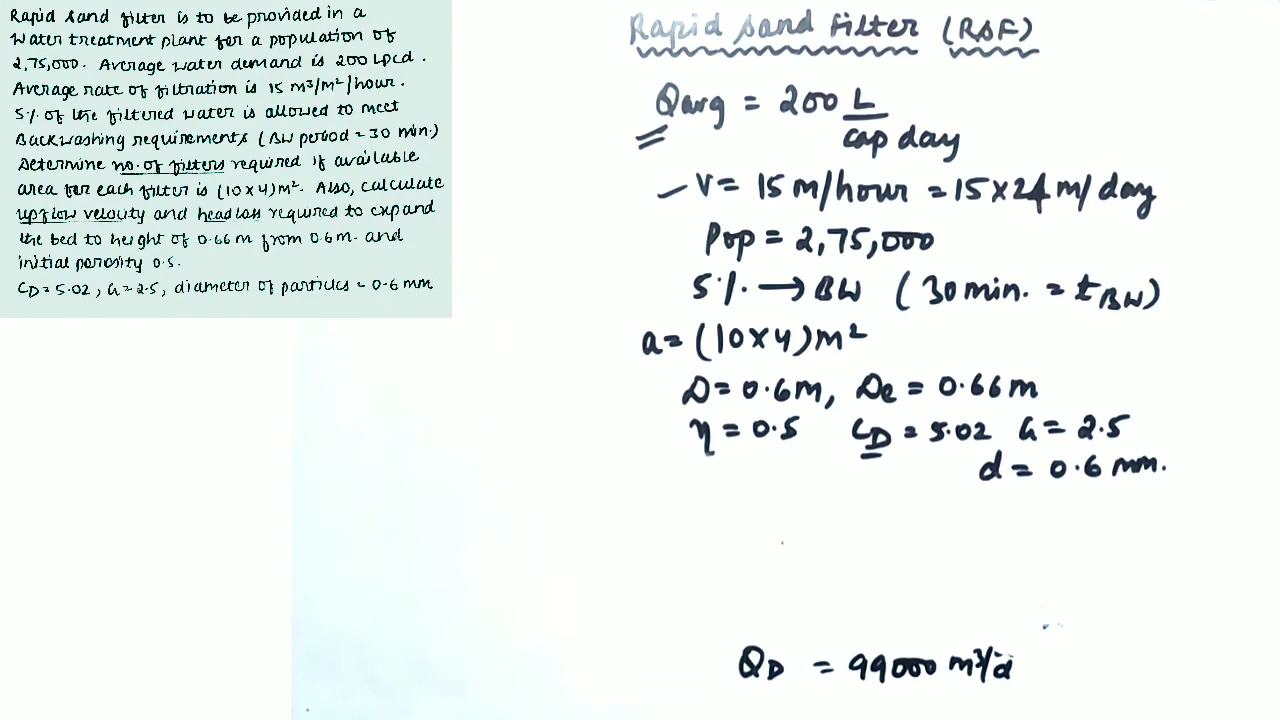 Rapid sand filter is to be provided in a
water treatment plant for a population of
2,75,000. Average water demand is 200 Lpcd.
Average rate of filtration is 15 m³/m²/hour.
5% of the filtered water is allowed to meet
Backwashing requirements (BW period = 30 min.)
Determine no. of filters required if available
area for each filter is (10×4)m². Also, calculate
upflow velocity and headloss required to expand
the bed to height of 0.66 m from 0.6 m. and
initial porosity 0.5.
CD = 5.02, G = 2.5, diameter of particles = 0.6 mm
Rapid sand filter (RSF)
Qavg = 200 L/cap day
V = 15 m/hour = 15×24 m/day
Pop = 2,75,000
5% → BW (30 min. = tBW)
a = (10×4)m²
D = 0.6m, De = 0.66 m
η = 0.5 CD = 5.02 G = 2.5
d = 0.6 mm.
QD = 99000 m³/d